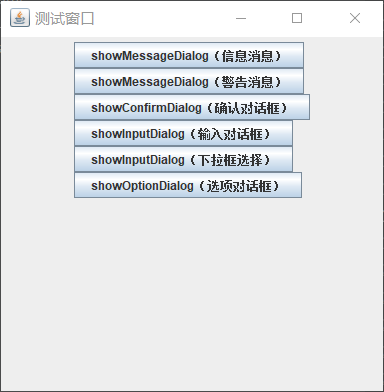 测试窗口
showMessageDialog（信息消息）
showMessageDialog（警告消息）
showConfirmDialog（确认对话框）
showInputDialog（输入对话框）
showInputDialog（下拉框选择）
showOptionDialog（选项对话框）